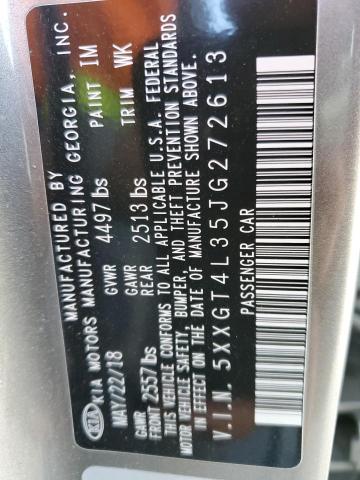 MANUFACTURED BY
KIA KIA MOTORS MANUFACTURING GEORGIA, INC.
MAY/22/18 GVWR 4497 lbs PAINT IM
GAWR FRONT 2557 lbs GAWR REAR 2513 lbs TRIM WK
THIS VEHICLE CONFORMS TO ALL APPLICABLE U.S.A. FEDERAL
MOTOR VEHICLE SAFETY, BUMPER, AND THEFT PREVENTION STANDARDS
IN EFFECT ON THE DATE OF MANUFACTURE SHOWN ABOVE.
V.I.N. 5XXGT4L35JG272613
PASSENGER CAR